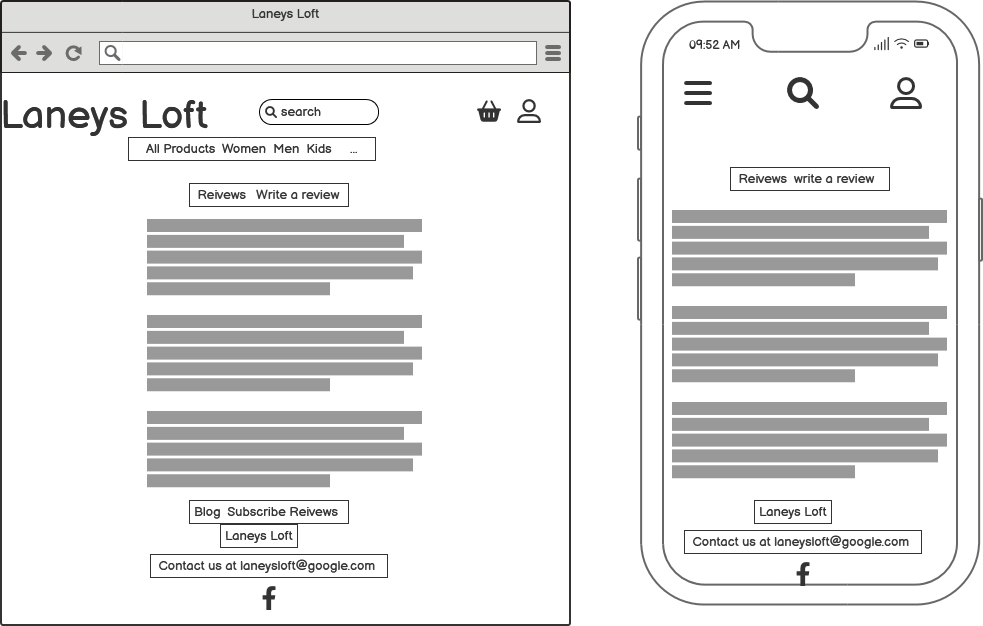 Laneys Loft
Laneys Loft
search
All Products Women Men Kids ...
Reivews Write a review
Blog Subscribe Reivews
Laneys Loft
Contact us at laneysloft@google.com
09:52 AM
Reivews write a review
Laneys Loft
Contact us at laneysloft@google.com